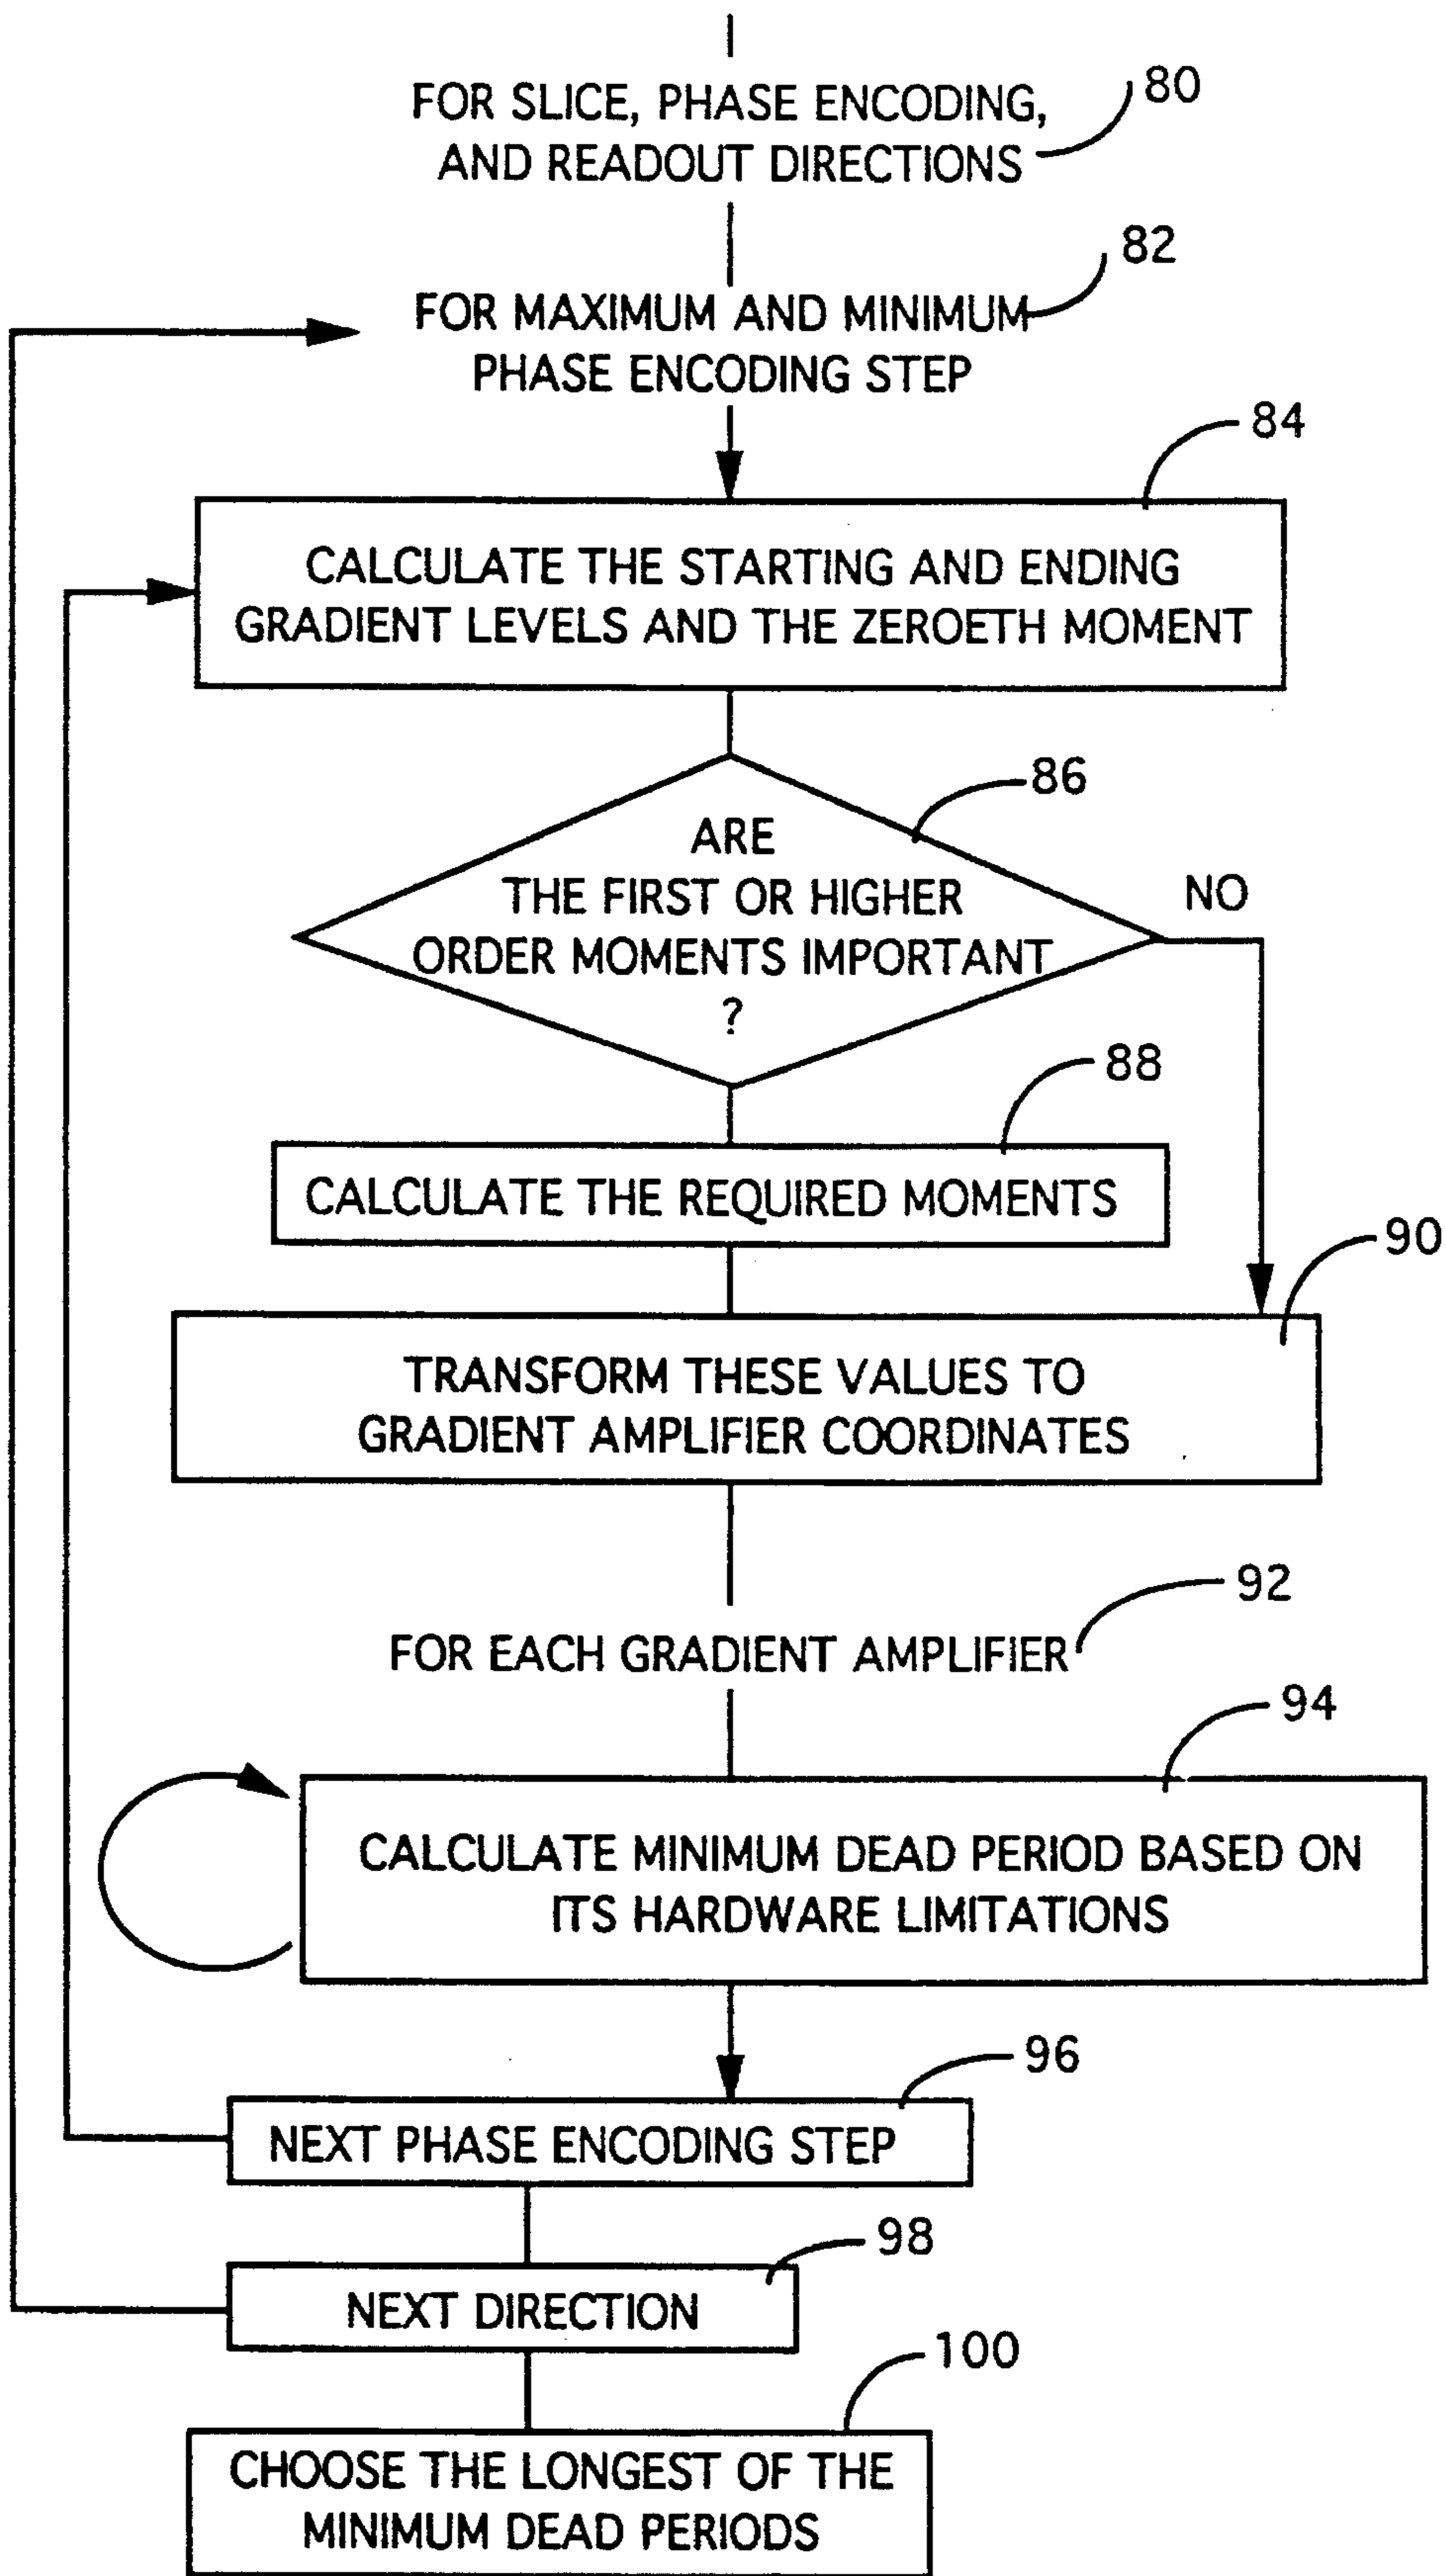 80
FOR SLICE, PHASE ENCODING,
AND READOUT DIRECTIONS
82
FOR MAXIMUM AND MINIMUM
PHASE ENCODING STEP
84
CALCULATE THE STARTING AND ENDING
GRADIENT LEVELS AND THE ZEROETH MOMENT
86
ARE
THE FIRST OR HIGHER
ORDER MOMENTS IMPORTANT
?
NO
88
CALCULATE THE REQUIRED MOMENTS
90
TRANSFORM THESE VALUES TO
GRADIENT AMPLIFIER COORDINATES
92
FOR EACH GRADIENT AMPLIFIER
94
CALCULATE MINIMUM DEAD PERIOD BASED ON
ITS HARDWARE LIMITATIONS
96
NEXT PHASE ENCODING STEP
98
NEXT DIRECTION
100
CHOOSE THE LONGEST OF THE
MINIMUM DEAD PERIODS